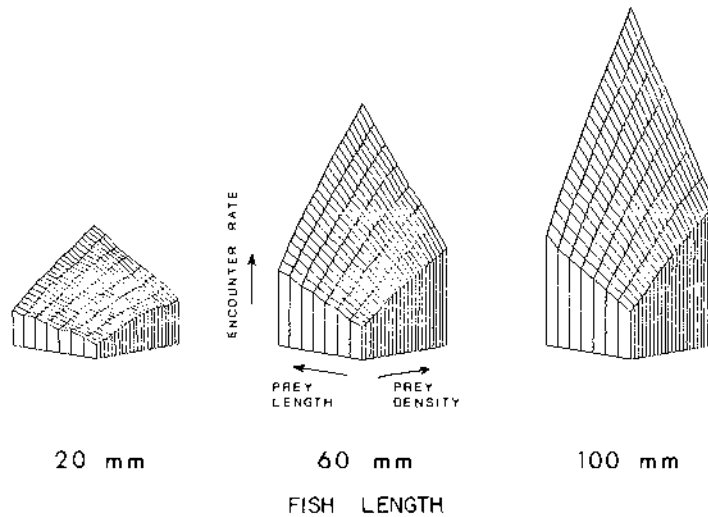 ENCOUNTER RATE
PREY LENGTH
PREY DENSITY
20 mm
60 mm
100 mm
FISH LENGTH